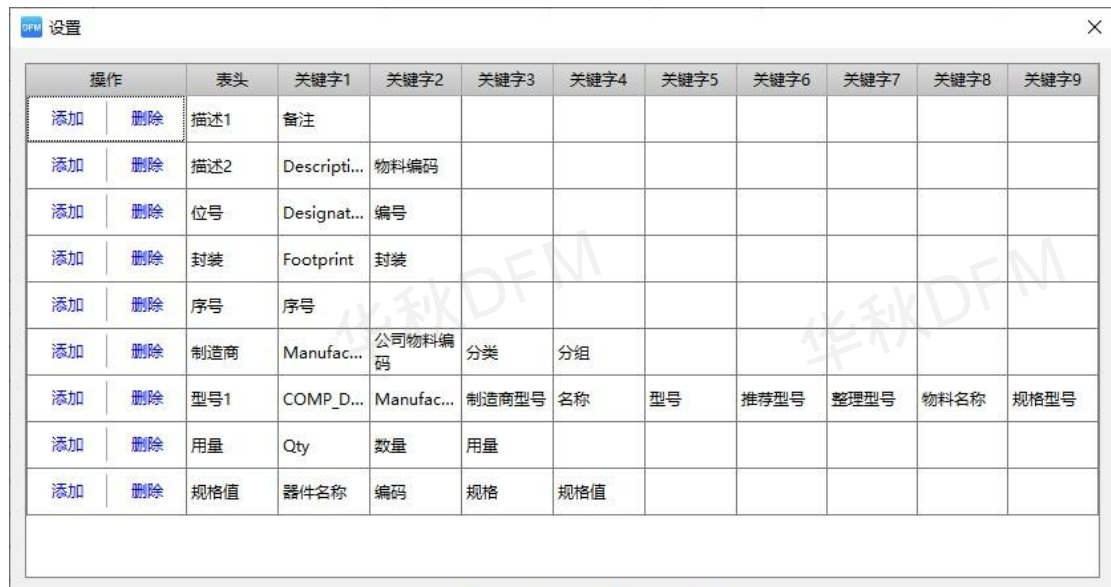 DFM 设置
操作 表头 关键字1 关键字2 关键字3 关键字4 关键字5 关键字6 关键字7 关键字8 关键字9
添加 删除 描述1 备注
添加 删除 描述2 Descripti... 物料编码
添加 删除 位号 Designat... 编号
添加 删除 封装 Footprint 封装
添加 删除 序号 序号
添加 删除 制造商 Manufac... 公司物料编码 分类 分组
添加 删除 型号1 COMP_D... Manufac... 制造商型号 名称 型号 推荐型号 整理型号 物料名称 规格型号
添加 删除 用量 Qty 数量 用量
添加 删除 规格值 器件名称 编码 规格 规格值
华秋DFM
华秋DFM